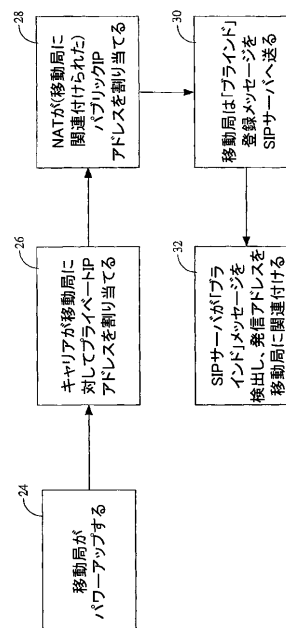 24
移動局が
パワーアップする
26
キャリアが移動局に
対してプライベートIP
アドレスを割り当てる
28
NATが(移動局に
関連付けられた)
パブリックIP
アドレスを割り当てる
30
移動局は「ブラインド」
登録メッセージを
SIPサーバへ送る
32
SIPサーバが「ブラ
インド」メッセージを
検出し、発信アドレスを
移動局に関連付ける